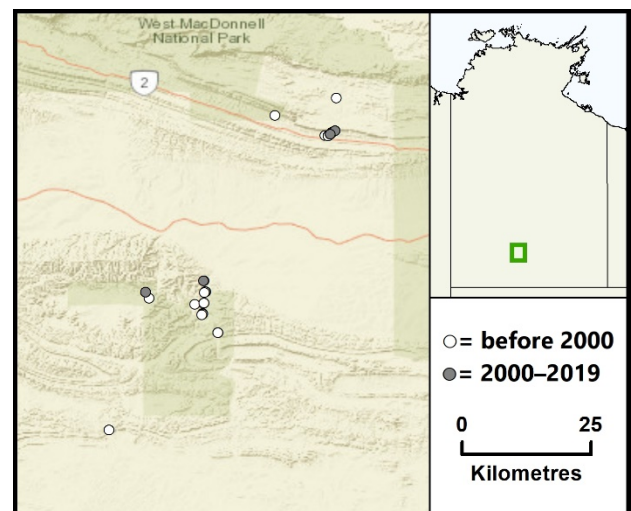 West MacDonnell
National Park
2
= before 2000
= 2000–2019
0 25
Kilometres